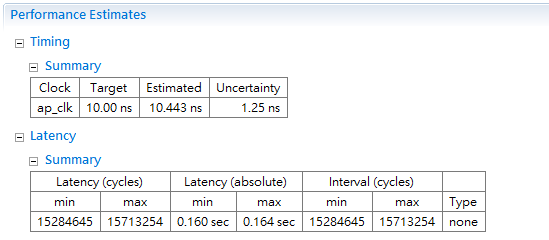 Performance Estimates
Timing
Summary
Clock Target Estimated Uncertainty
ap_clk 10.00 ns 10.443 ns 1.25 ns
Latency
Summary
Latency (cycles) Latency (absolute) Interval (cycles)
min max min max min max Type
15284645 15713254 0.160 sec 0.164 sec 15284645 15713254 none